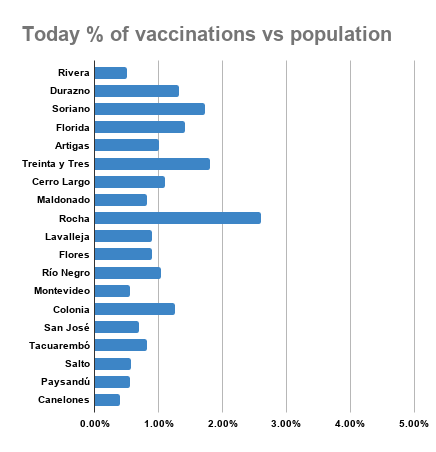 Today % of vaccinations vs population
Rivera
Durazno
Soriano
Florida
Artigas
Treinta y Tres
Cerro Largo
Maldonado
Rocha
Lavalleja
Flores
Río Negro
Montevideo
Colonia
San José
Tacuarembó
Salto
Paysandú
Canelones
0.00% 1.00% 2.00% 3.00% 4.00% 5.00%